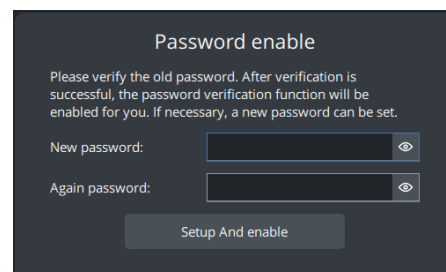 Password enable
Please verify the old password. After verification is
successful, the password verification function will be
enabled for you. If necessary, a new password can be set.
New password:
Again password:
Setup And enable